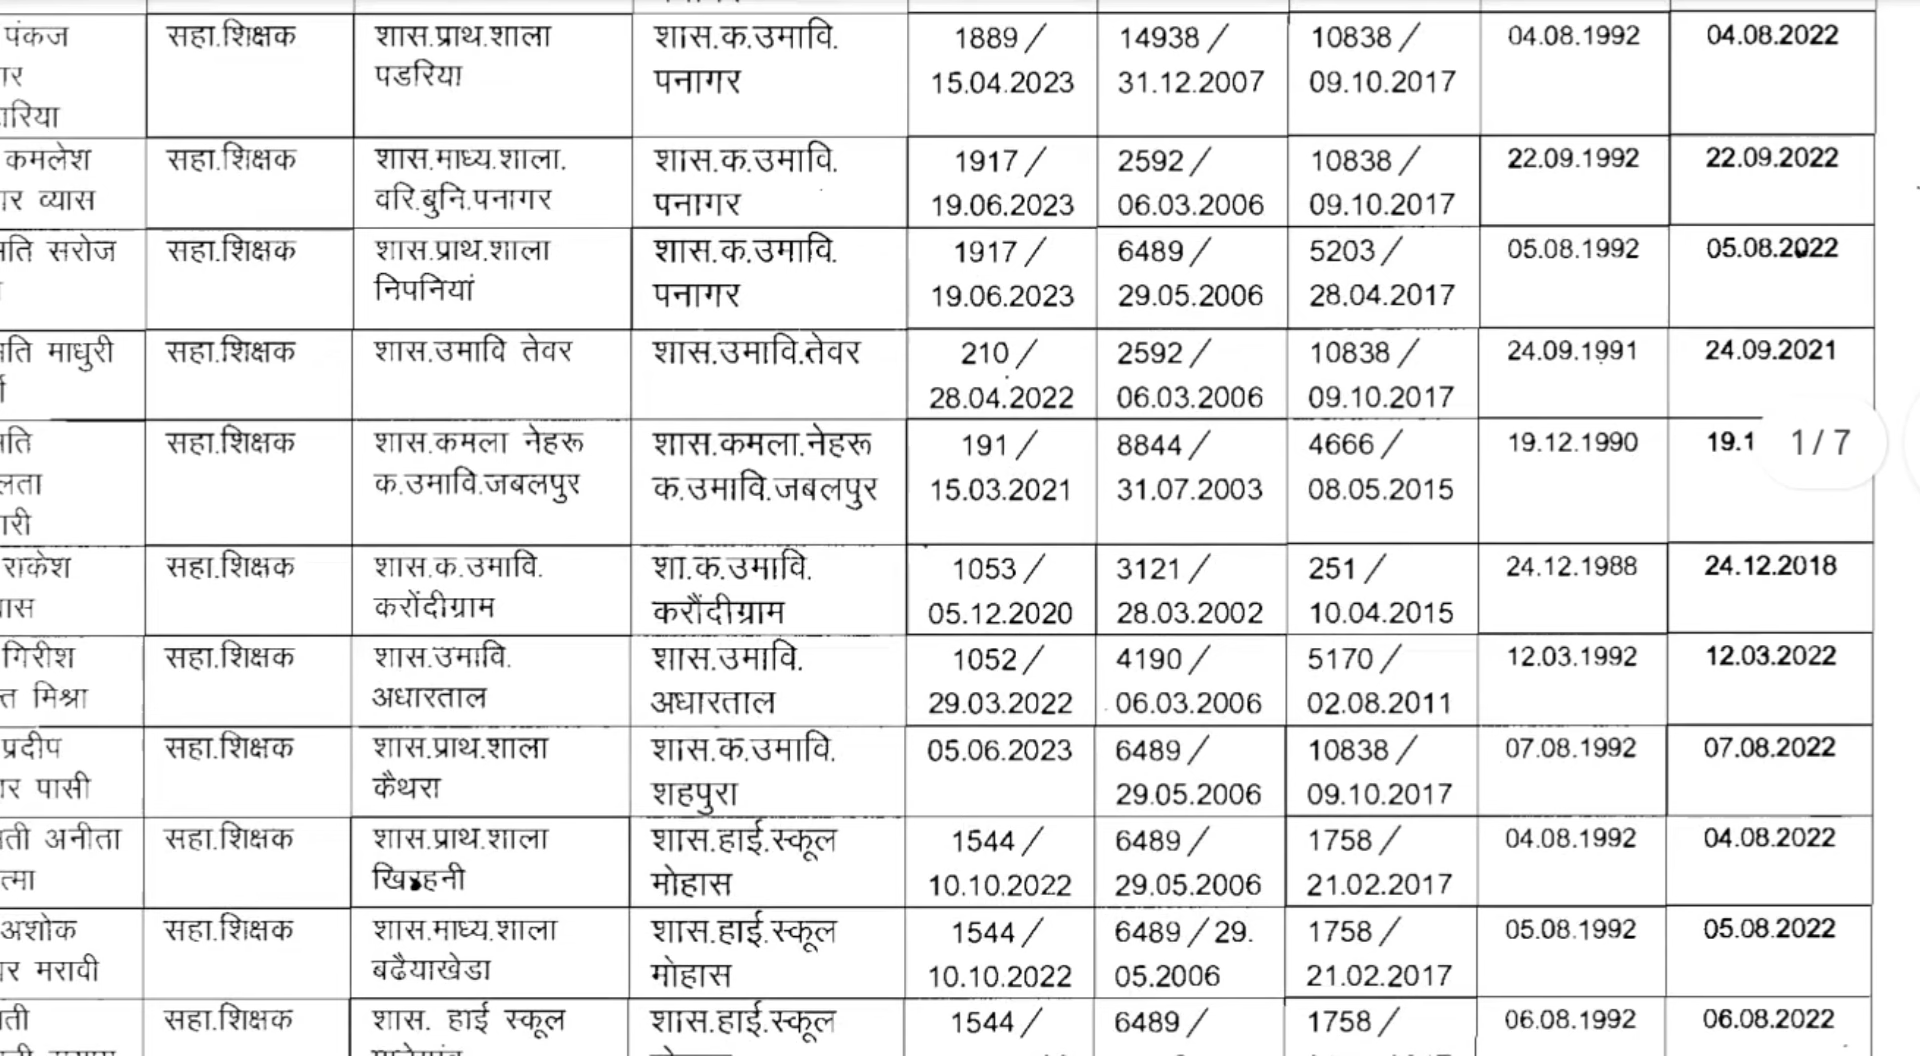 पंकज सहा.शिक्षक शास.प्राथ.शाला शास.क.उमावि. 1889 / 14938 / 10838 / 04.08.1992 04.08.2022
पडरिया पनागर 15.04.2023 31.12.2007 09.10.2017
कमलेश सहा.शिक्षक शास.माध्य.शाला. शास.क.उमावि. 1917 / 2592 / 10838 / 22.09.1992 22.09.2022
व्यास वरि.बुनि.पनागर पनागर 19.06.2023 06.03.2006 09.10.2017
सरोज सहा.शिक्षक शास.प्राथ.शाला शास.क.उमावि. 1917 / 6489 / 5203 / 05.08.1992 05.08.2022
निपनियां पनागर 19.06.2023 29.05.2006 28.04.2017
माधुरी सहा.शिक्षक शास.उमावि तेवर शास.उमावि.तेवर 210 / 2592 / 10838 / 24.09.1991 24.09.2021
28.04.2022 06.03.2006 09.10.2017
सहा.शिक्षक शास.कमला नेहरू शास.कमला.नेहरू 191 / 8844 / 4666 / 19.12.1990 19.1 1 / 7
क.उमावि.जबलपुर क.उमावि.जबलपुर 15.03.2021 31.07.2003 08.05.2015
राकेश सहा.शिक्षक शास.क.उमावि. शा.क.उमावि. 1053 / 3121 / 251 / 24.12.1988 24.12.2018
करोंदीग्राम करौंदीग्राम 05.12.2020 28.03.2002 10.04.2015
गिरीश सहा.शिक्षक शास.उमावि. शास.उमावि. 1052 / 4190 / 5170 / 12.03.1992 12.03.2022
मिश्रा अधारताल अधारताल 29.03.2022 06.03.2006 02.08.2011
प्रदीप सहा.शिक्षक शास.प्राथ.शाला शास.क.उमावि. 05.06.2023 6489 / 10838 / 07.08.1992 07.08.2022
पासी कैथरा शहपुरा 29.05.2006 09.10.2017
अनीता सहा.शिक्षक शास.प्राथ.शाला शास.हाई.स्कूल 1544 / 6489 / 1758 / 04.08.1992 04.08.2022
मोहास 10.10.2022 29.05.2006 21.02.2017
अशोक सहा.शिक्षक शास.माध्य.शाला शास.हाई.स्कूल 1544 / 6489 / 29. 1758 / 05.08.1992 05.08.2022
मरावी बढैयाखेडा मोहास 10.10.2022 05.2006 21.02.2017
सहा.शिक्षक शास. हाई स्कूल शास.हाई.स्कूल 1544 / 6489 / 1758 / 06.08.1992 06.08.2022